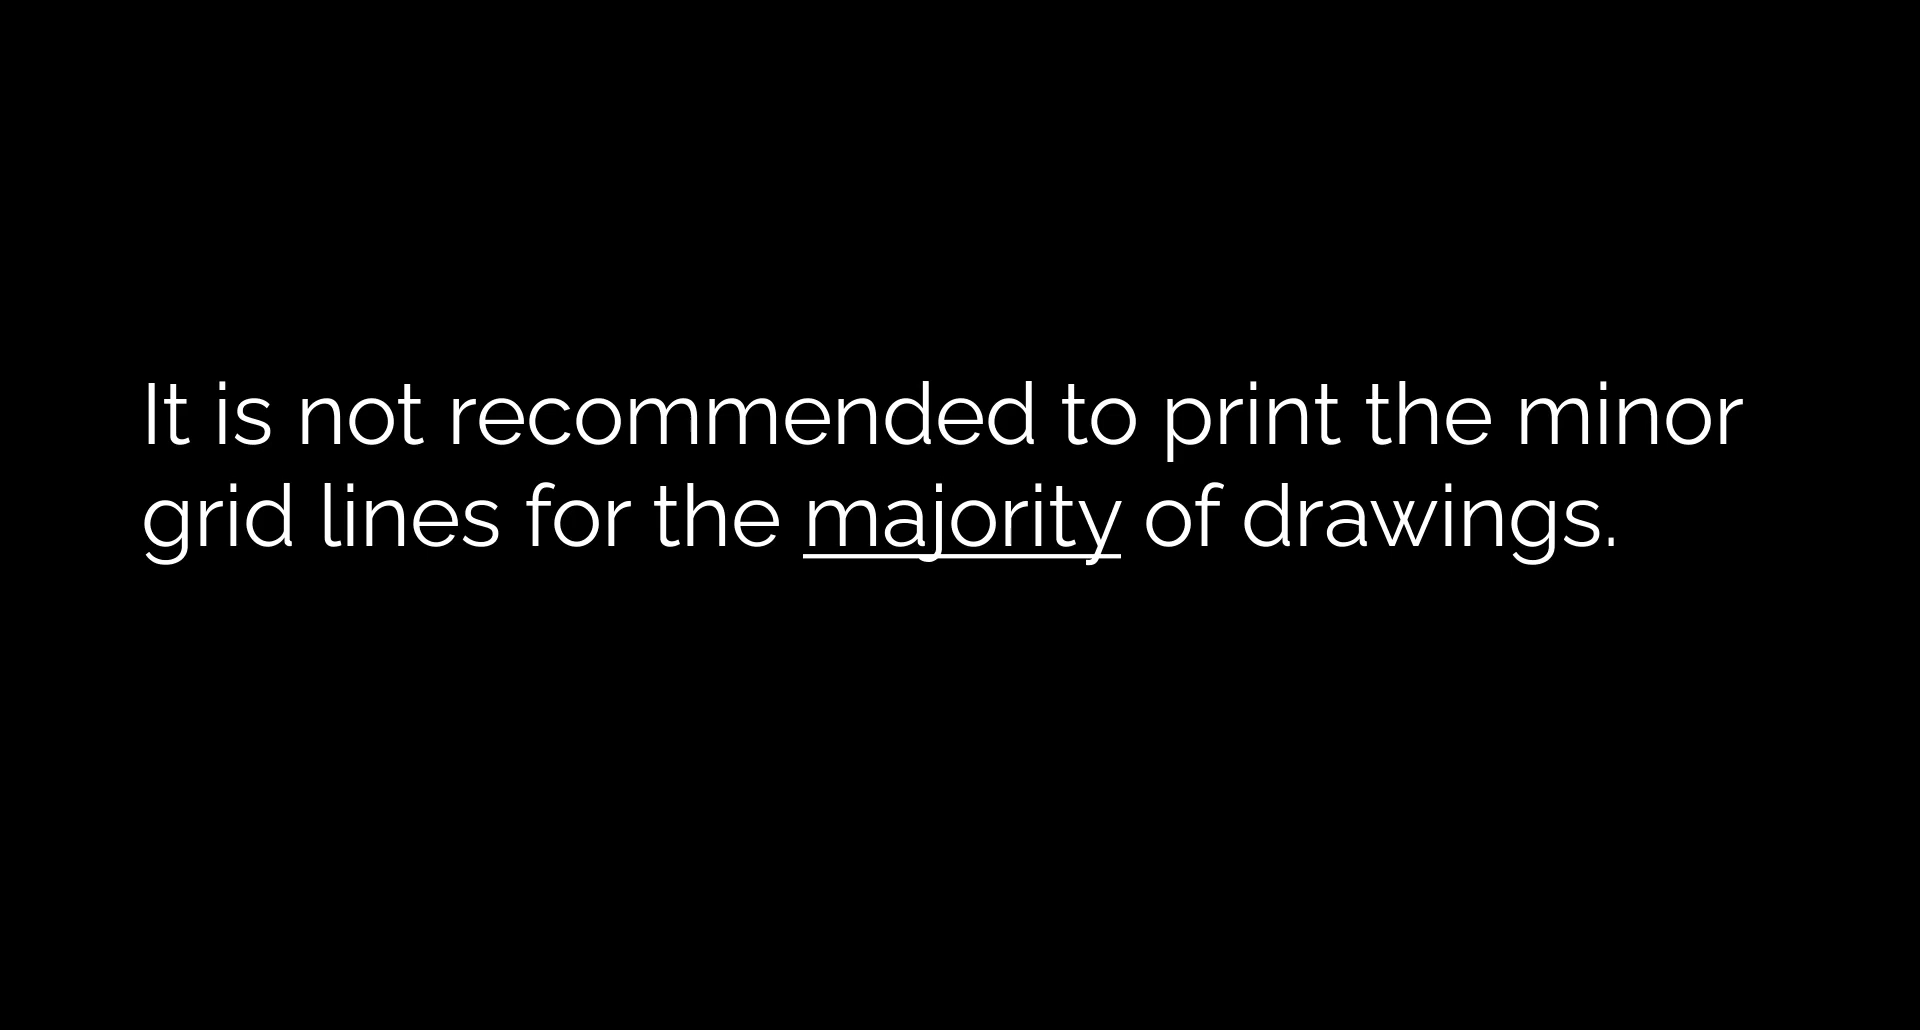 It is not recommended to print the minor
grid lines for the majority of drawings.